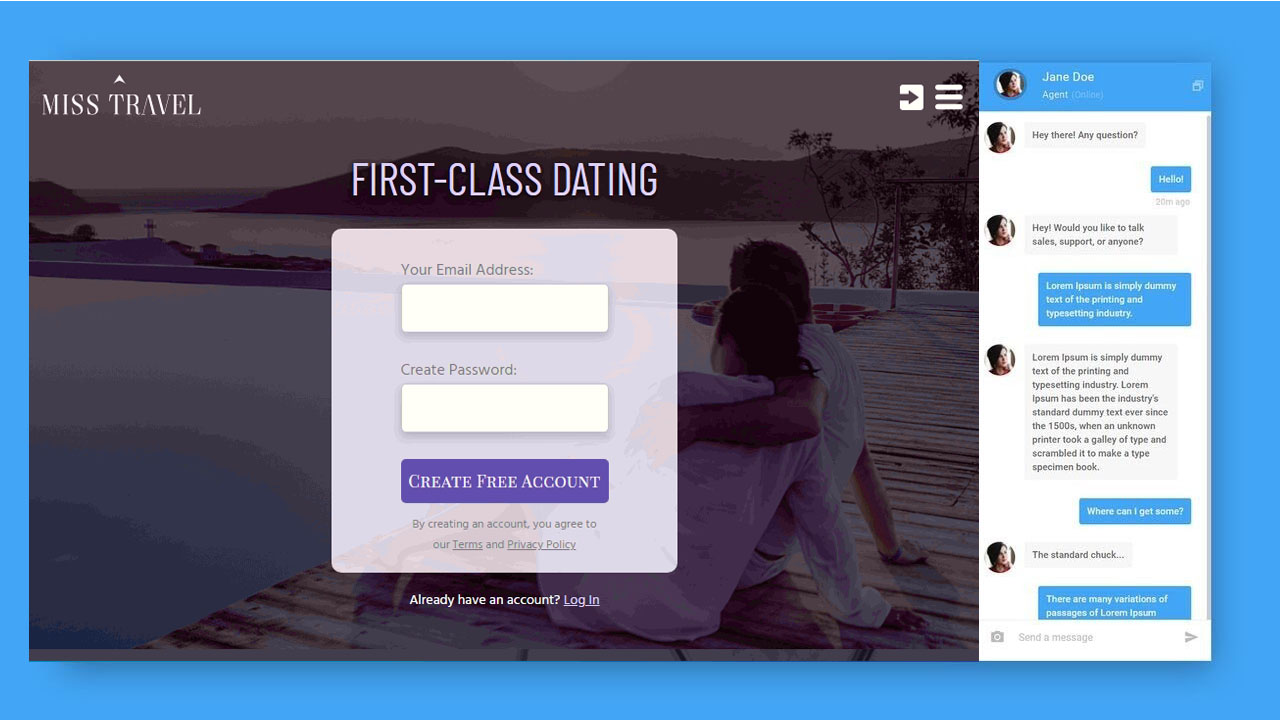 MISS TRAVEL
FIRST-CLASS DATING
Your Email Address:
Create Password:
CREATE FREE ACCOUNT
By creating an account, you agree to
our Terms and Privacy Policy
Already have an account? Log In
Jane Doe
Agent (Online)
Hey there! Any question?
Hello!
20m ago
Hey! Would you like to talk
sales, support, or anyone?
Lorem Ipsum is simply dummy
text of the printing and
typesetting industry.
Lorem Ipsum is simply dummy
text of the printing and
typesetting industry. Lorem
Ipsum has been the industry's
standard dummy text ever since
the 1500s, when an unknown
printer took a galley of type and
scrambled it to make a type
specimen book.
Where can I get some?
The standard chuck...
There are many variations of
passages of Lorem Ipsum
Send a message